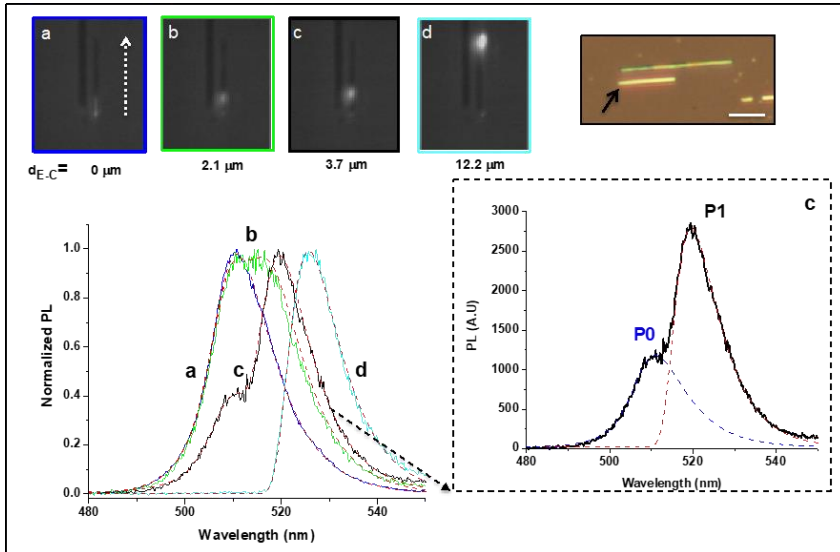 a
b
c
d
d_E-C= 0 μm 2.1 μm 3.7 μm 12.2 μm
b
a
c
d
Normalized PL
1.0
0.8
0.6
0.4
0.2
0.0
480 500 520 540
Wavelength (nm)
c
P1
P0
PL (A.U)
3000
2500
2000
1500
1000
500
0
480 500 520 540
Wavelength (nm)